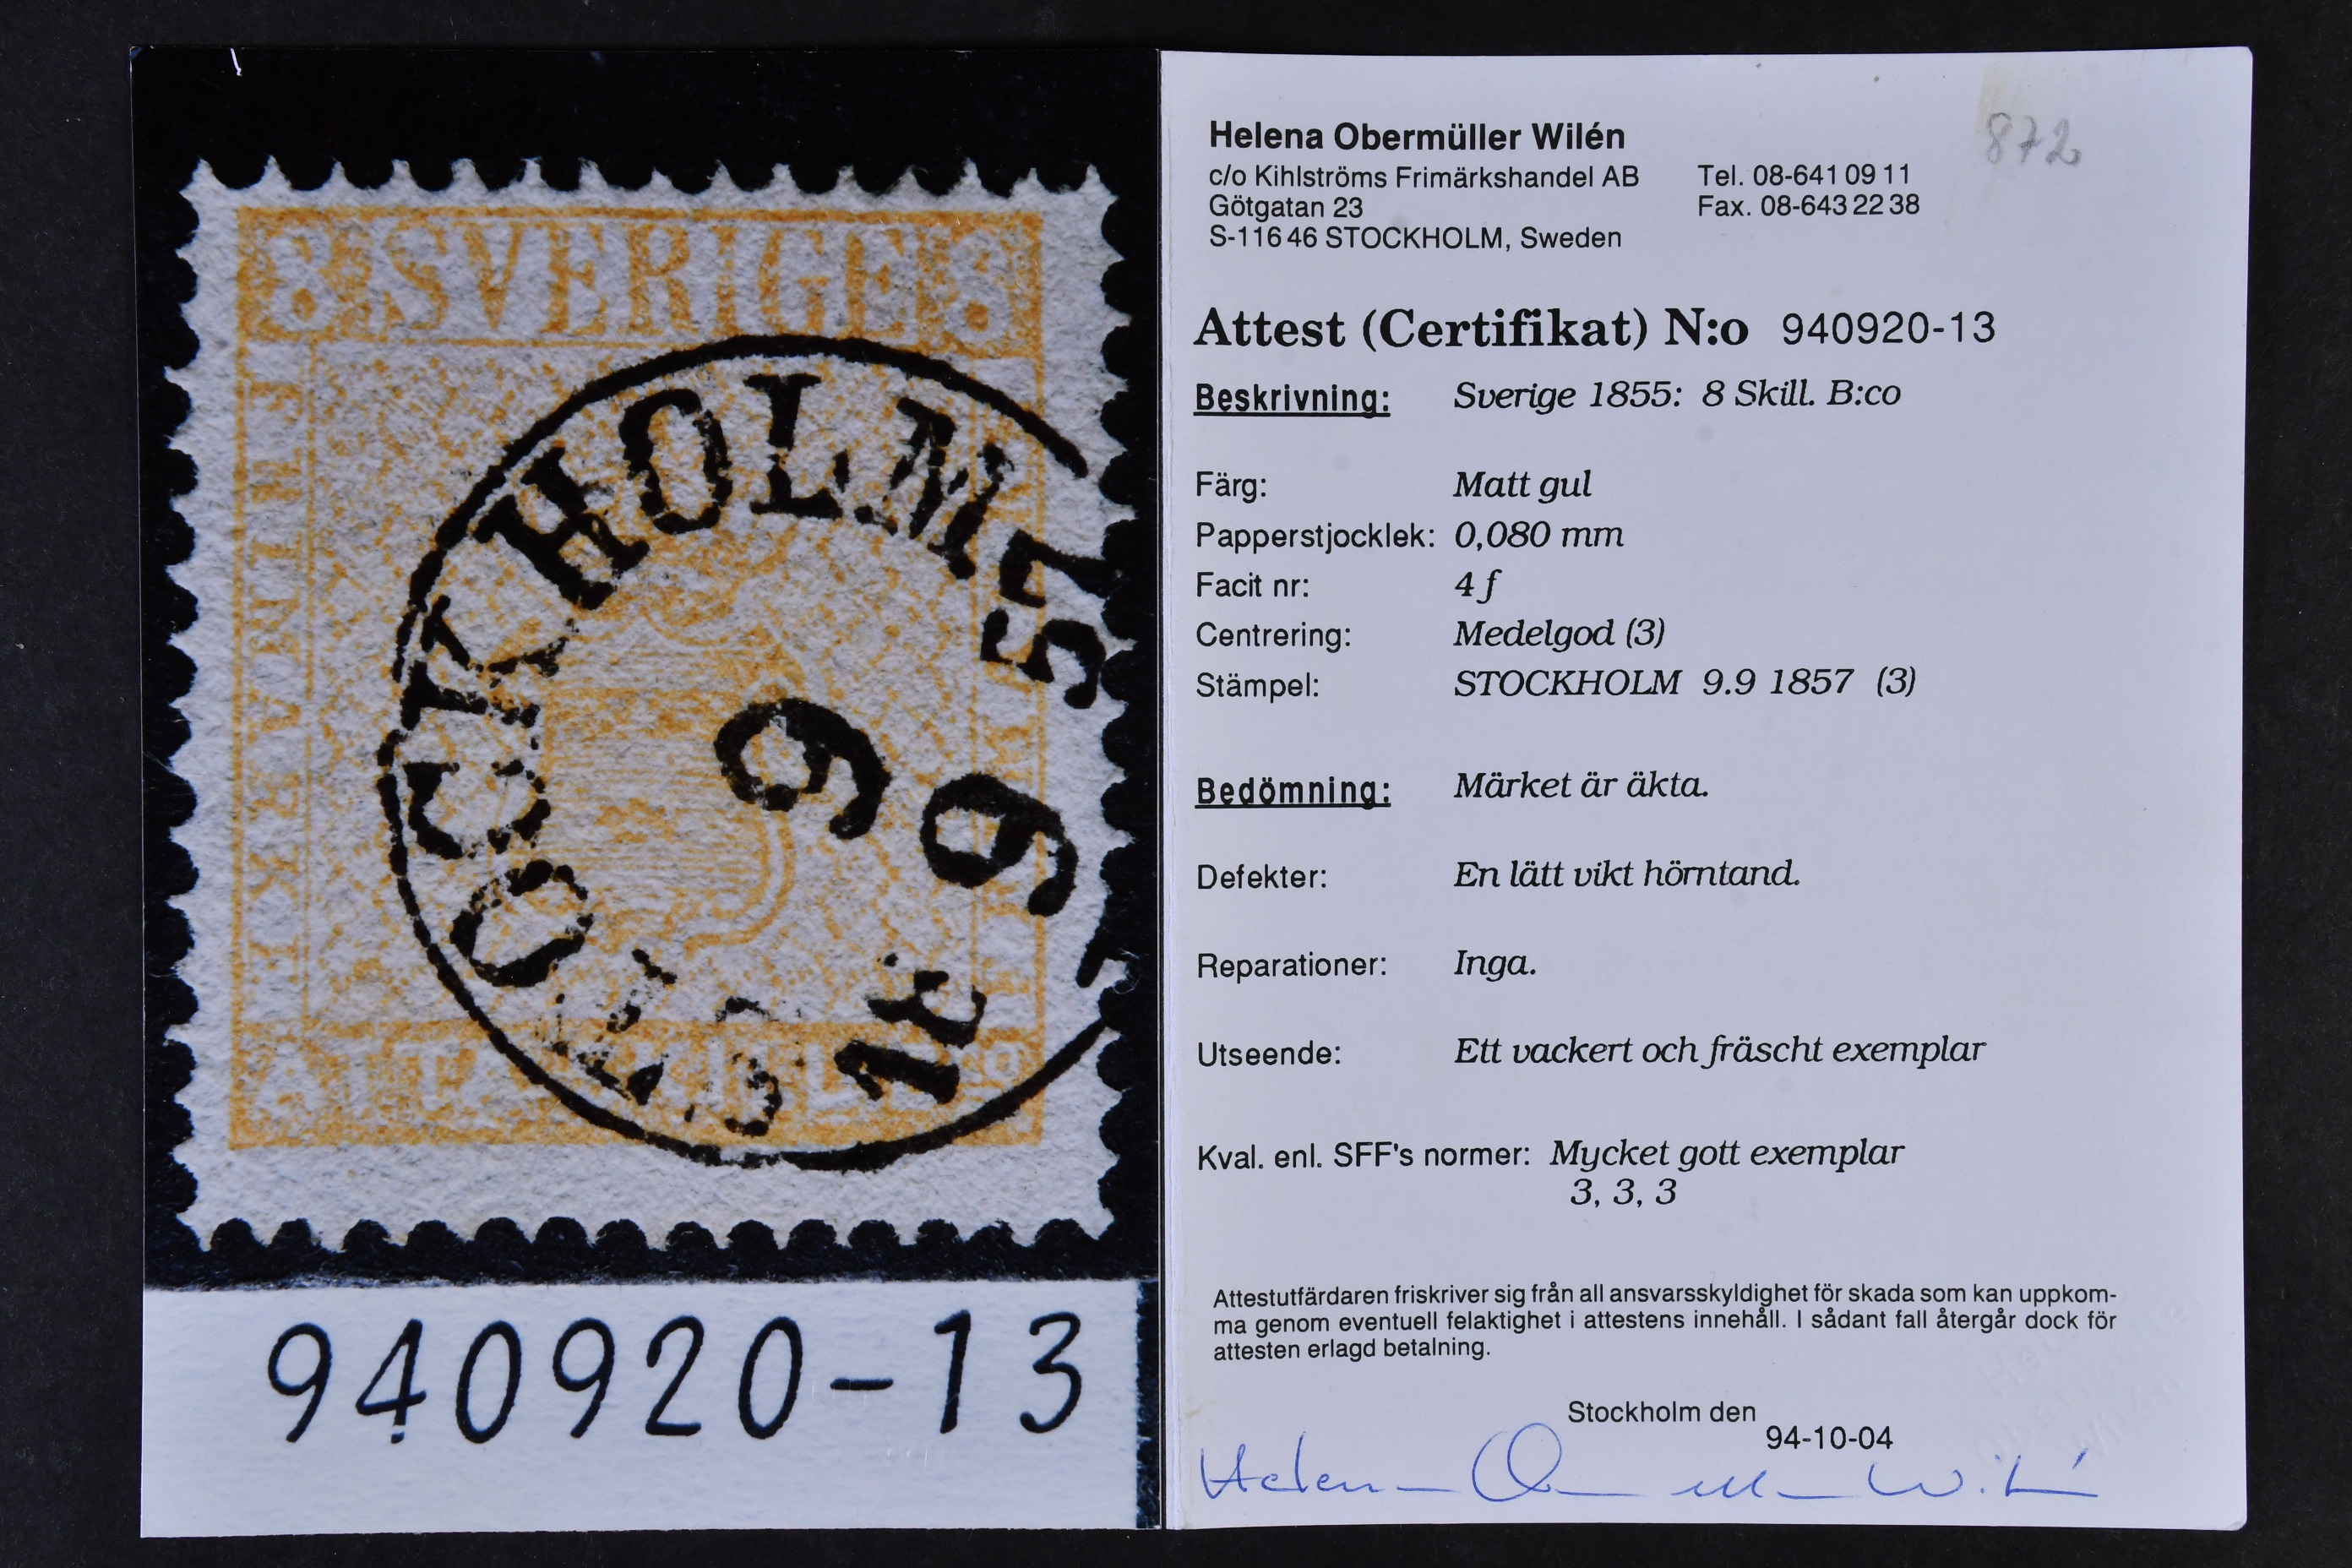 8 SVERIGE 8
FRIMÄRKE
STOCKHOLM
9
9
57
940920-13
872
Helena Obermüller Wilén
c/o Kihlströms Frimärkshandel AB Tel. 08-641 09 11
Götgatan 23 Fax. 08-643 22 38
S-116 46 STOCKHOLM, Sweden
Attest (Certifikat) N:o 940920-13
Beskrivning: Sverige 1855: 8 Skill. B:co
Färg: Matt gul
Papperstjocklek: 0,080 mm
Facit nr: 4 f
Centrering: Medelgod (3)
Stämpel: STOCKHOLM 9.9 1857 (3)
Bedömning: Märket är äkta.
Defekter: En lätt vikt hörntand.
Reparationer: Inga.
Utseende: Ett vackert och fräscht exemplar
Kval. enl. SFF's normer: Mycket gott exemplar
3, 3, 3
Attestutfärdaren friskriver sig från all ansvarsskyldighet för skada som kan uppkom-
ma genom eventuell felaktighet i attestens innehåll. I sådant fall återgår dock för
attesten erlagd betalning.
Stockholm den
94-10-04